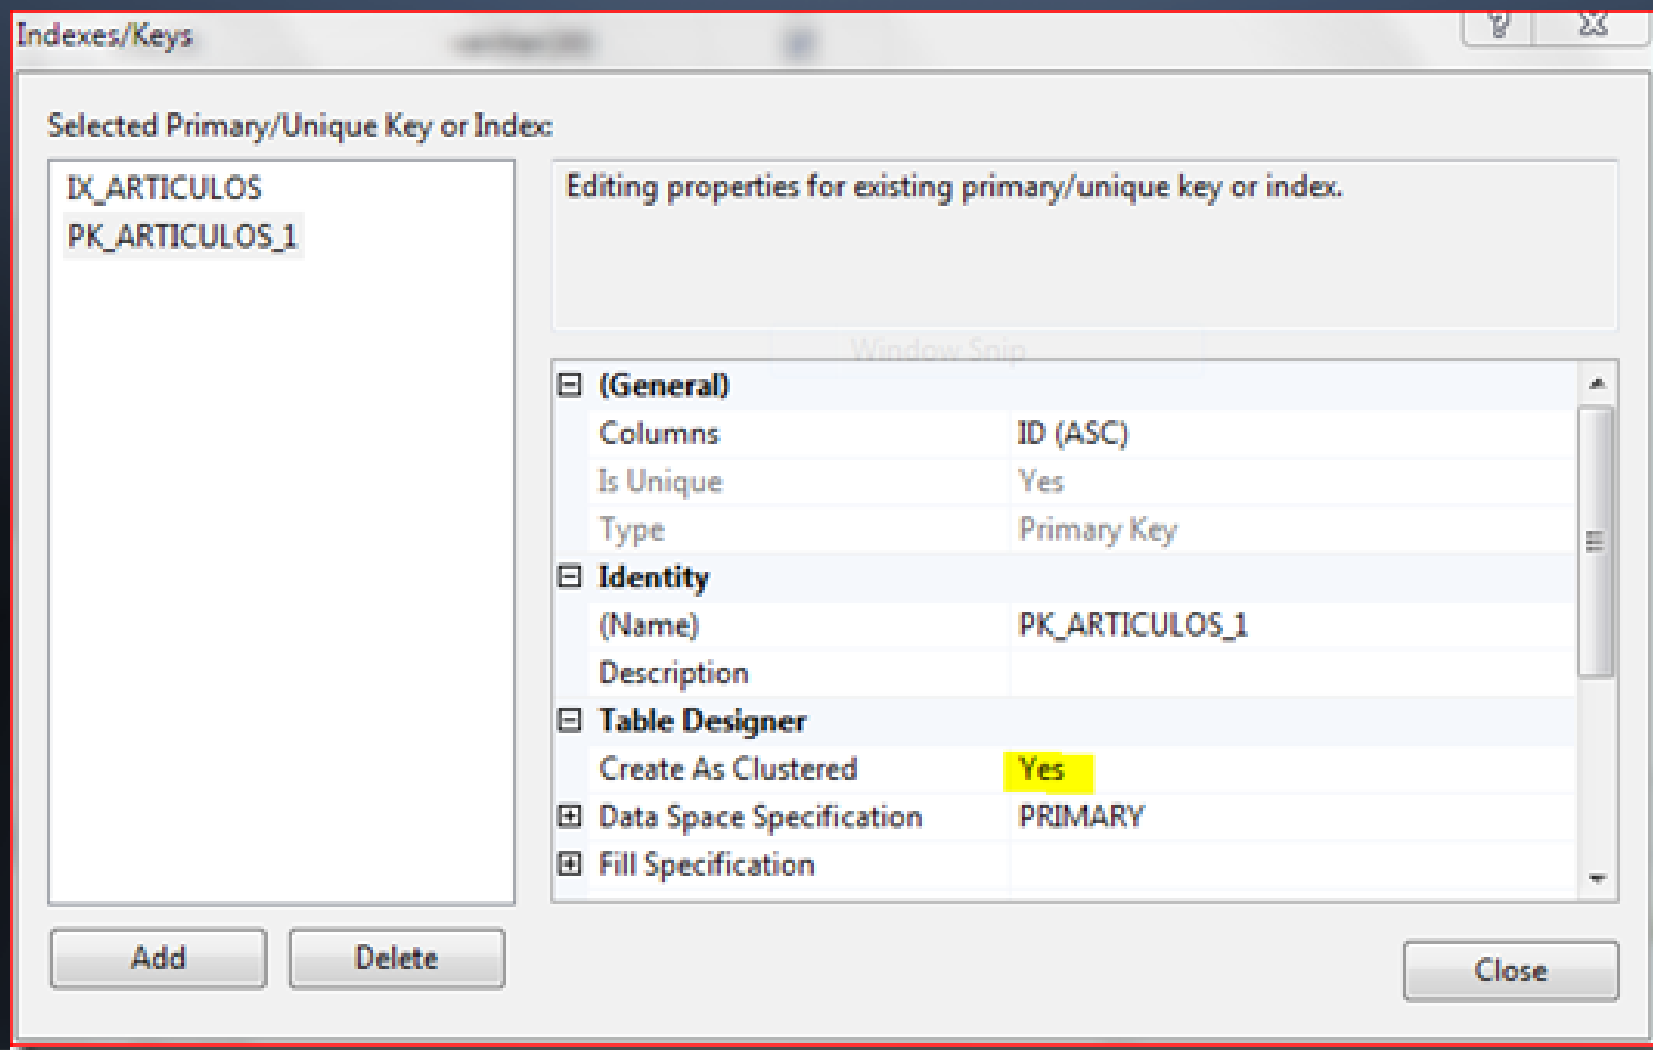 Indexes/Keys
Selected Primary/Unique Key or Index:
IX_ARTICULOS
PK_ARTICULOS_1
Editing properties for existing primary/unique key or index.
Window Snip
(General)
Columns ID (ASC)
Is Unique Yes
Type Primary Key
Identity
(Name) PK_ARTICULOS_1
Description
Table Designer
Create As Clustered Yes
Data Space Specification PRIMARY
Fill Specification
Add Delete
Close